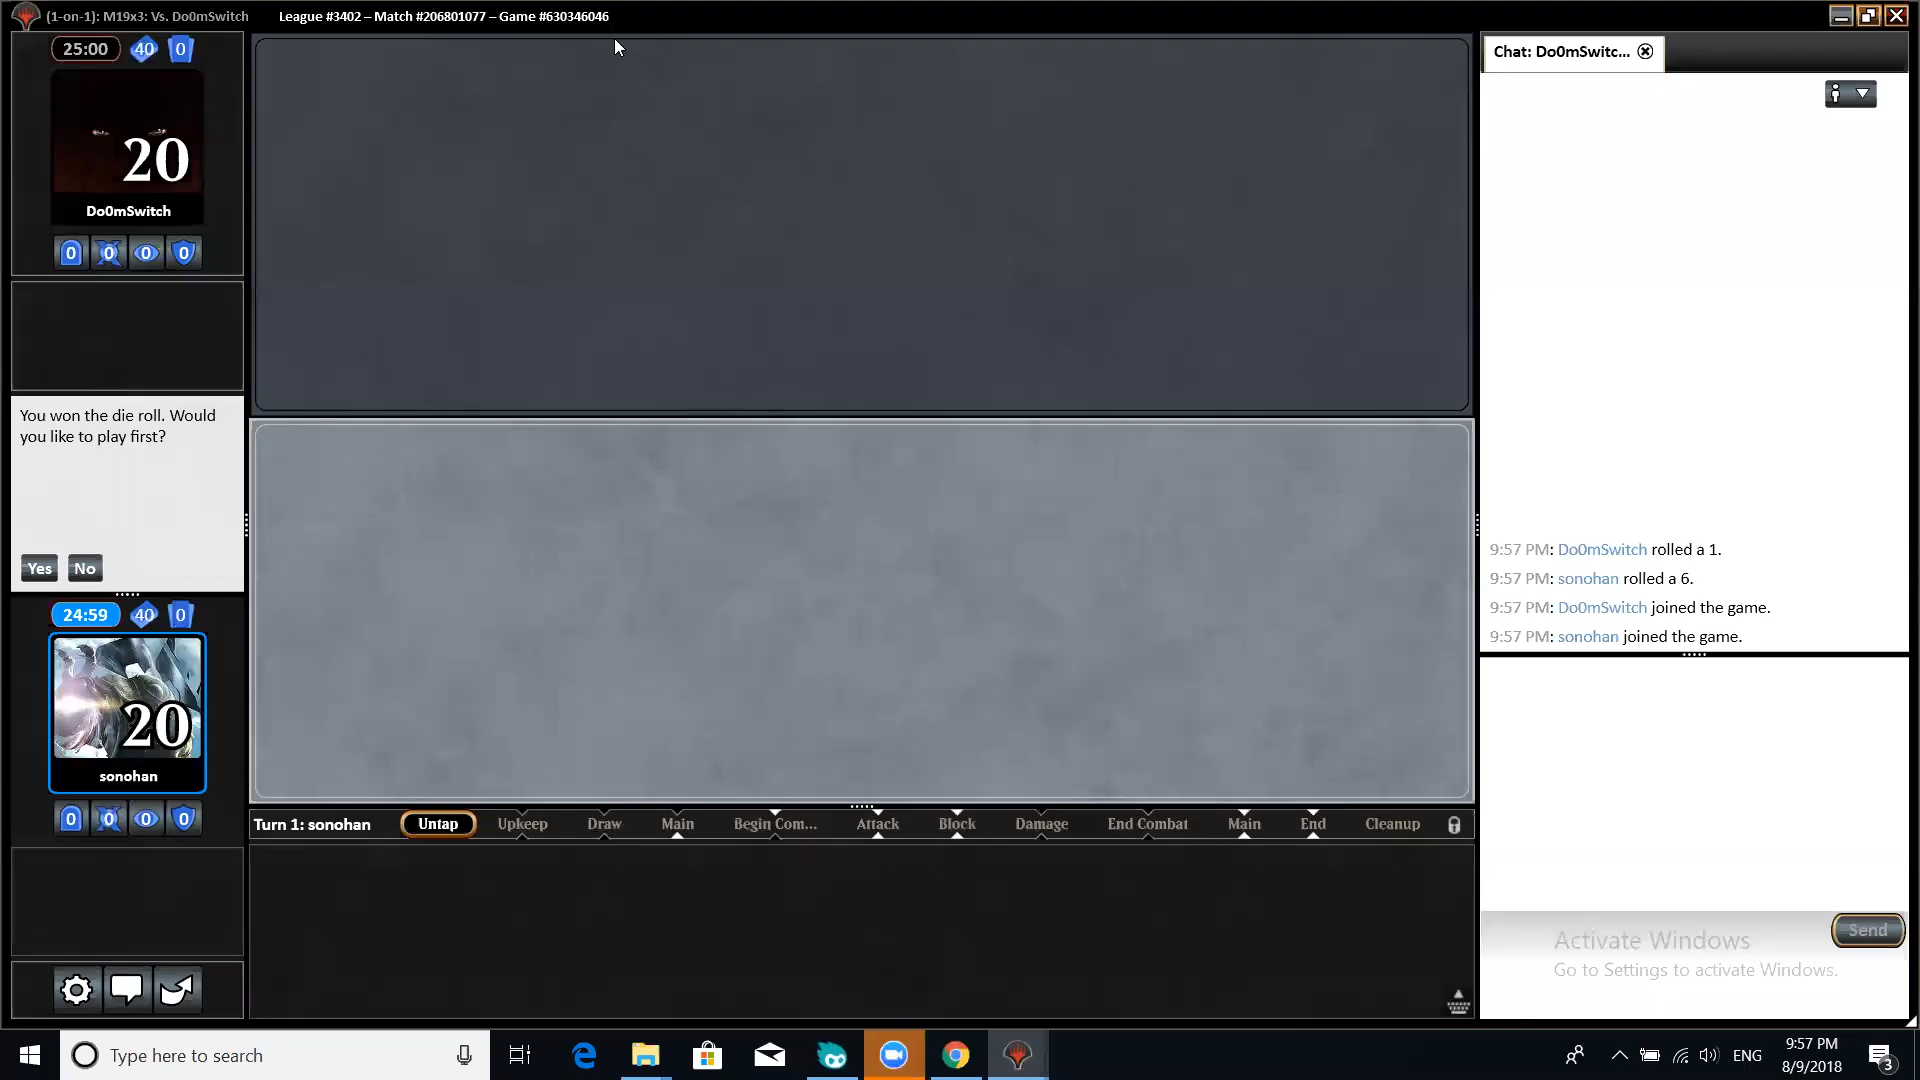 (1-on-1): M19x3: Vs. Do0mSwitch
League #3402 – Match #206801077 – Game #630346046
25:00
40
0
20
Do0mSwitch
0
0
0
0
You won the die roll. Would
you like to play first?
Yes
No
24:59
40
0
20
sonohan
0
0
0
0
Turn 1: sonohan
Untap
Upkeep
Draw
Main
Begin Com...
Attack
Block
Damage
End Combat
Main
End
Cleanup
Chat: Do0mSwitc...
9:57 PM: Do0mSwitch rolled a 1.
9:57 PM: sonohan rolled a 6.
9:57 PM: Do0mSwitch joined the game.
9:57 PM: sonohan joined the game.
Send
Activate Windows
Go to Settings to activate Windows.
Type here to search
ENG
9:57 PM
8/9/2018
3